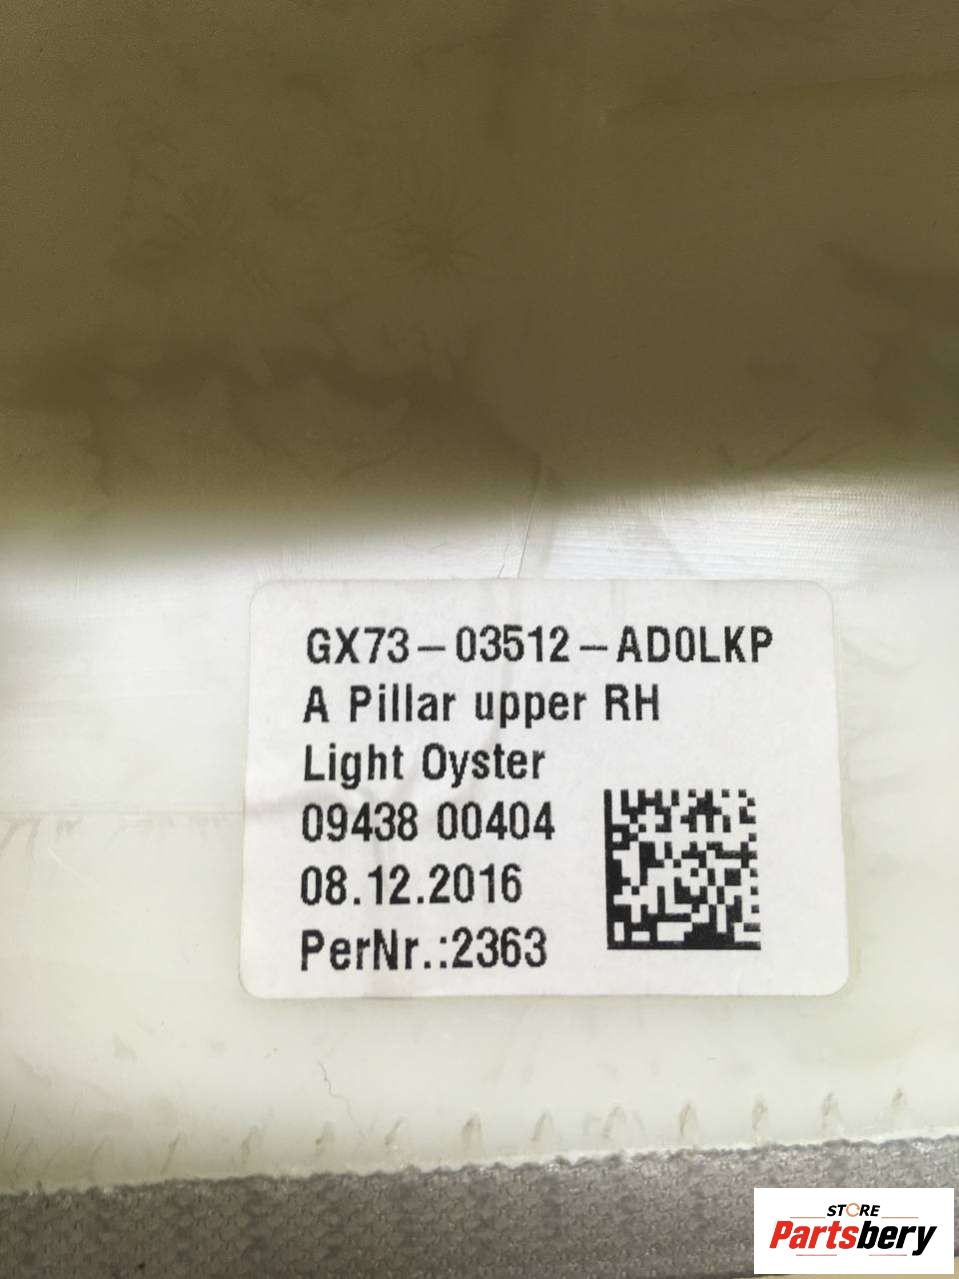 GX73-03512-AD0LKP
A Pillar upper RH
Light Oyster
09438 00404
08.12.2016
PerNr.:2363
STORE
Partsbery